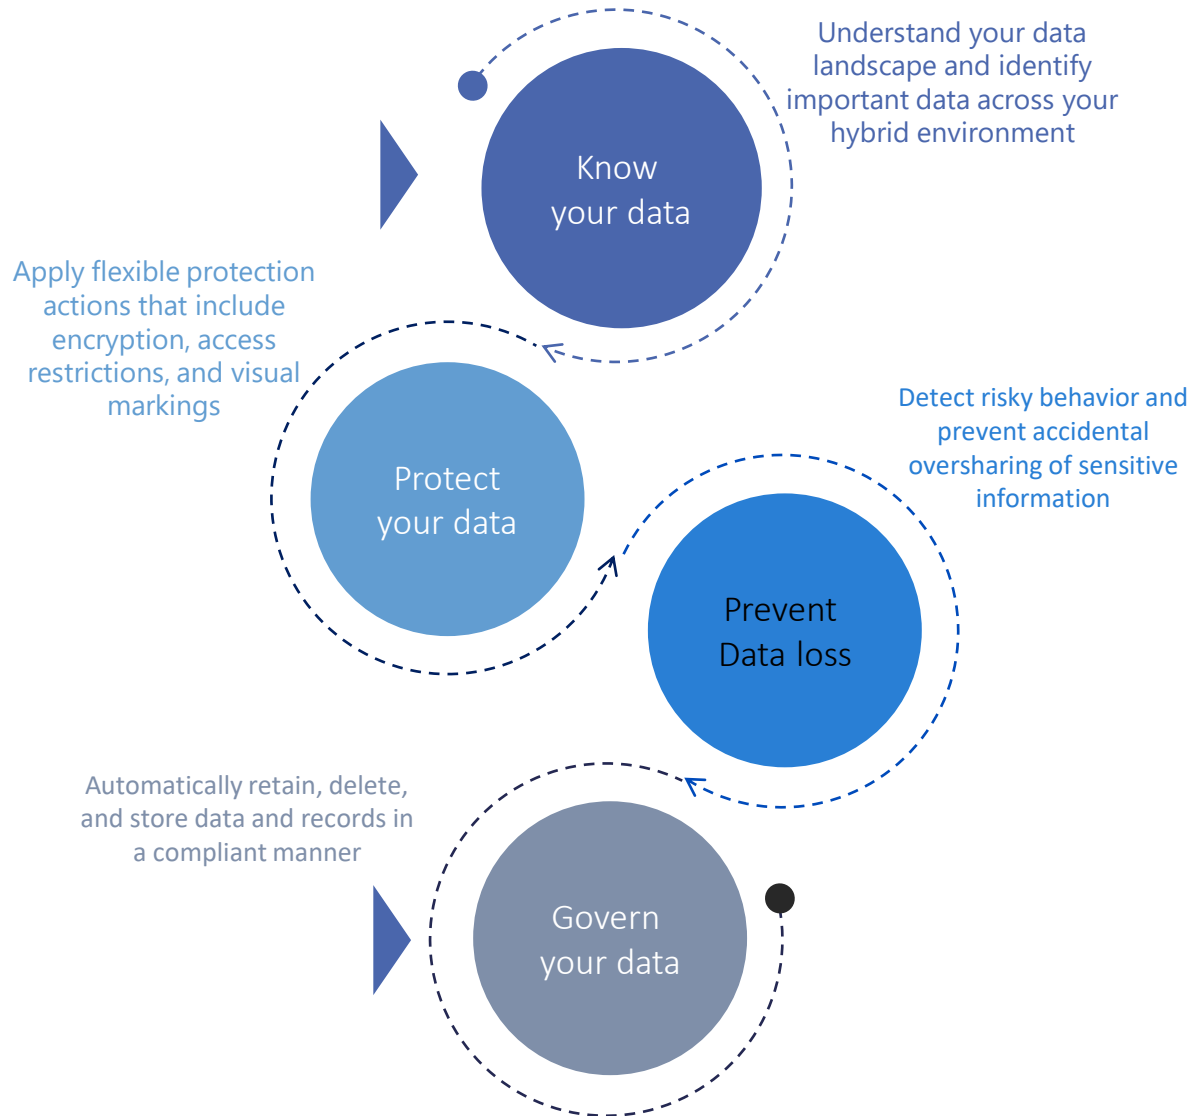 Understand your data
landscape and identify
important data across your
hybrid environment
Know
your data
Apply flexible protection
actions that include
encryption, access
restrictions, and visual
markings
Protect
your data
Detect risky behavior and
prevent accidental
oversharing of sensitive
information
Prevent
Data loss
Automatically retain, delete,
and store data and records in
a compliant manner
Govern
your data